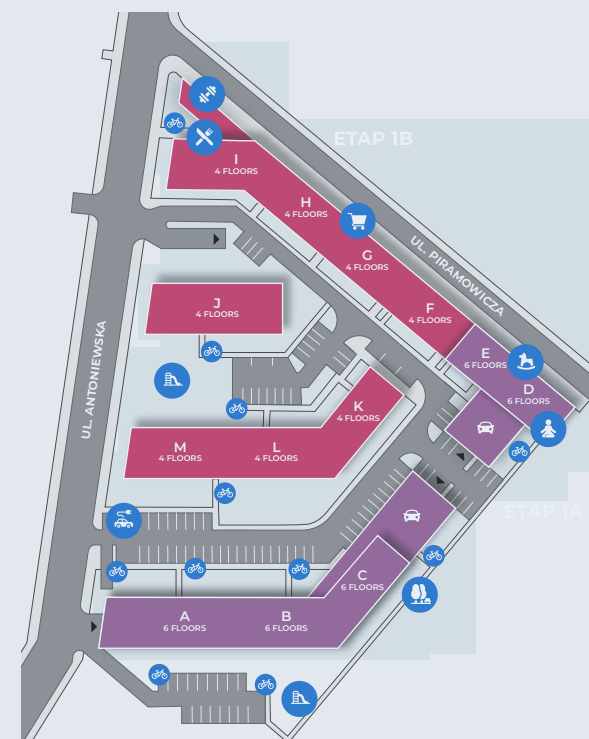 ETAP 1B
I
4 FLOORS
H
4 FLOORS
G
4 FLOORS
UL. PIRAMOWICZA
F
4 FLOORS
J
4 FLOORS
E
6 FLOORS
D
6 FLOORS
UL. ANTONIEWSKA
K
4 FLOORS
M
4 FLOORS
L
4 FLOORS
ETAP 1A
C
6 FLOORS
A
6 FLOORS
B
6 FLOORS